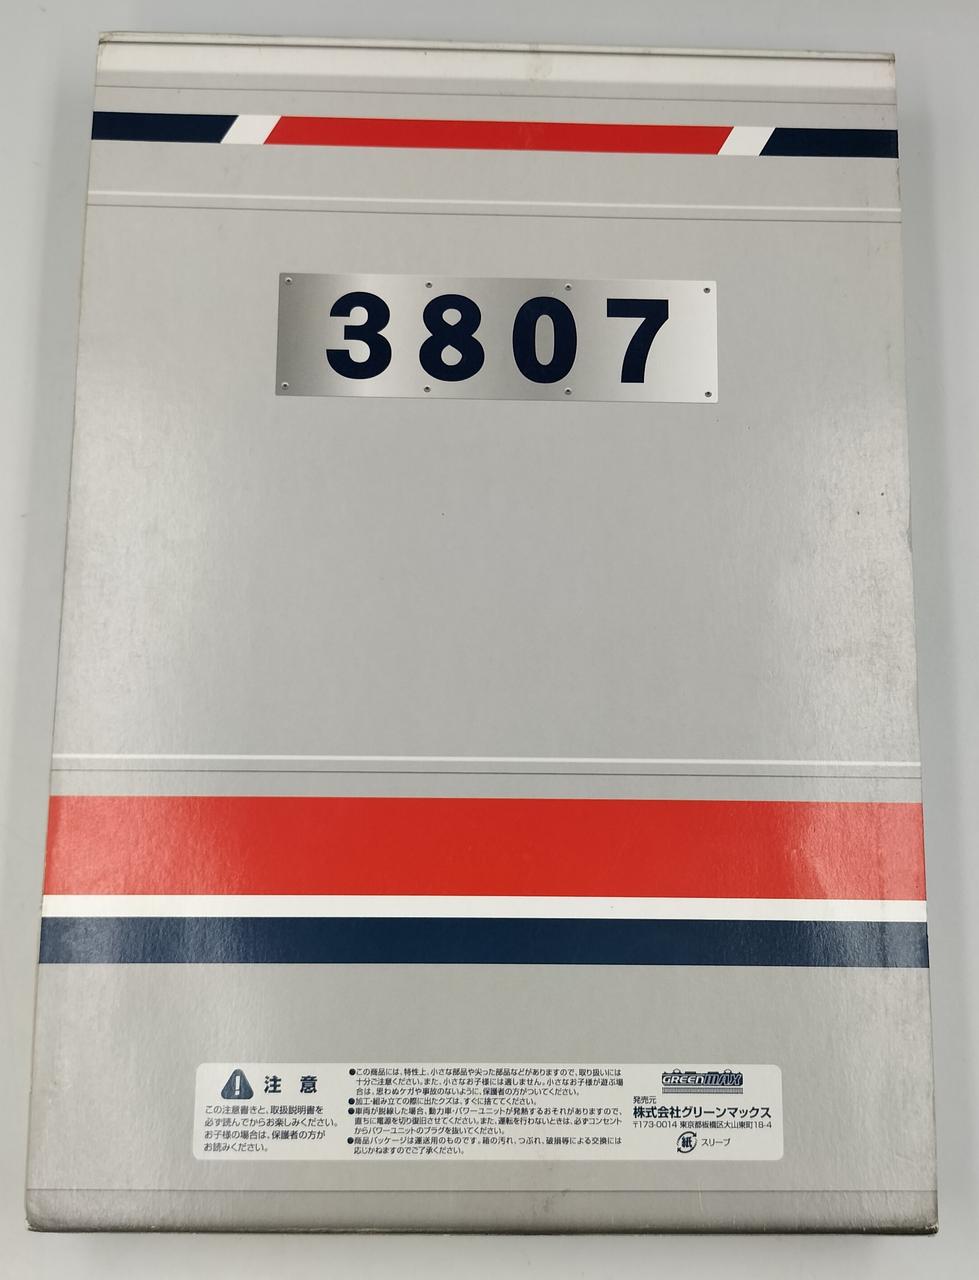 3807
注 意
この注意書きと、取扱説明書を
必ず読んでからお楽しみください。
お子様の場合は、保護者の方が
お読みください。
●この商品には、特性上、小さな部品や尖った部品などがありますので、取り扱いには
十分ご注意ください。また、小さなお子様には適しません。小さなお子様が遊ぶ場
合は、思わぬケガや事故のないように、保護者の方がついてください。
●加工・組み立ての際に出たクズは、すぐに捨ててください。
●車両が脱線した場合、動力車・パワーユニットが発熱するおそれがありますので、
直ちに電源を切り復旧させてください。また、運転を行わないときは、必ずコンセント
からパワーユニットのプラグを抜いてください。
●商品パッケージは運送用のものです。箱の汚れ、つぶれ、破損等による交換には
応じかねますのでご了承ください。
GREENMAX
発売元
株式会社グリーンマックス
〒173-0014 東京都板橋区大山東町18-4
紙 スリーブ